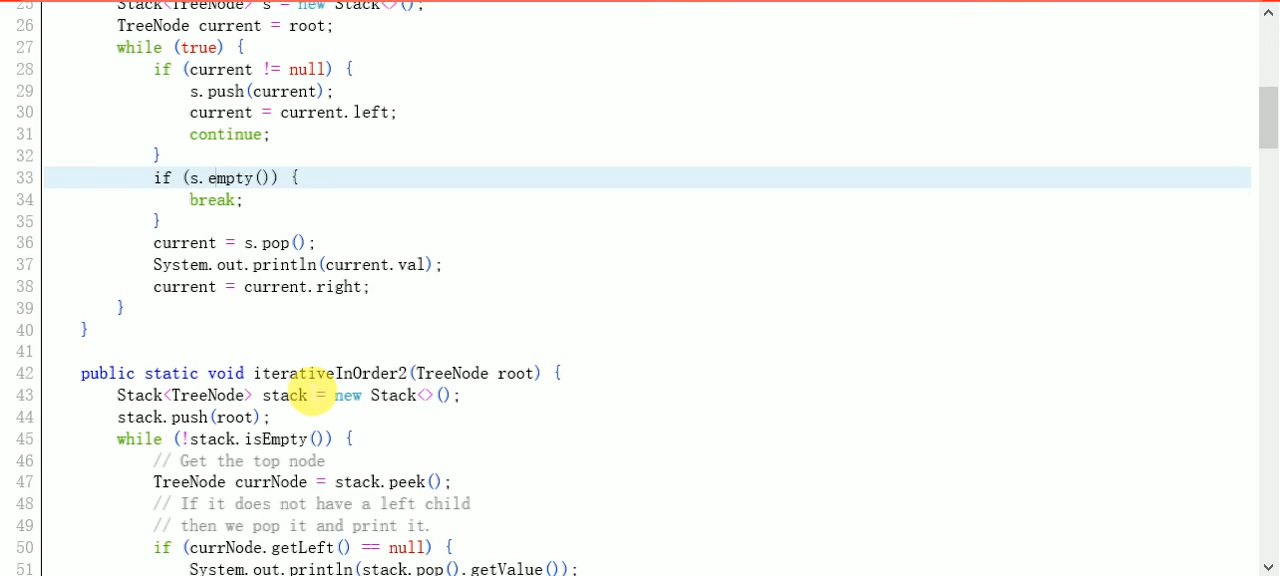 25 Stack<TreeNode> s = new Stack<>();
26 TreeNode current = root;
27 while (true) {
28 if (current != null) {
29 s.push(current);
30 current = current.left;
31 continue;
32 }
33 if (s.empty()) {
34 break;
35 }
36 current = s.pop();
37 System.out.println(current.val);
38 current = current.right;
39 }
40 }
41
42 public static void iterativeInOrder2(TreeNode root) {
43 Stack<TreeNode> stack = new Stack<>();
44 stack.push(root);
45 while (!stack.isEmpty()) {
46 // Get the top node
47 TreeNode currNode = stack.peek();
48 // If it does not have a left child
49 // then we pop it and print it.
50 if (currNode.getLeft() == null) {
51 System.out.println(stack.pop().getValue());